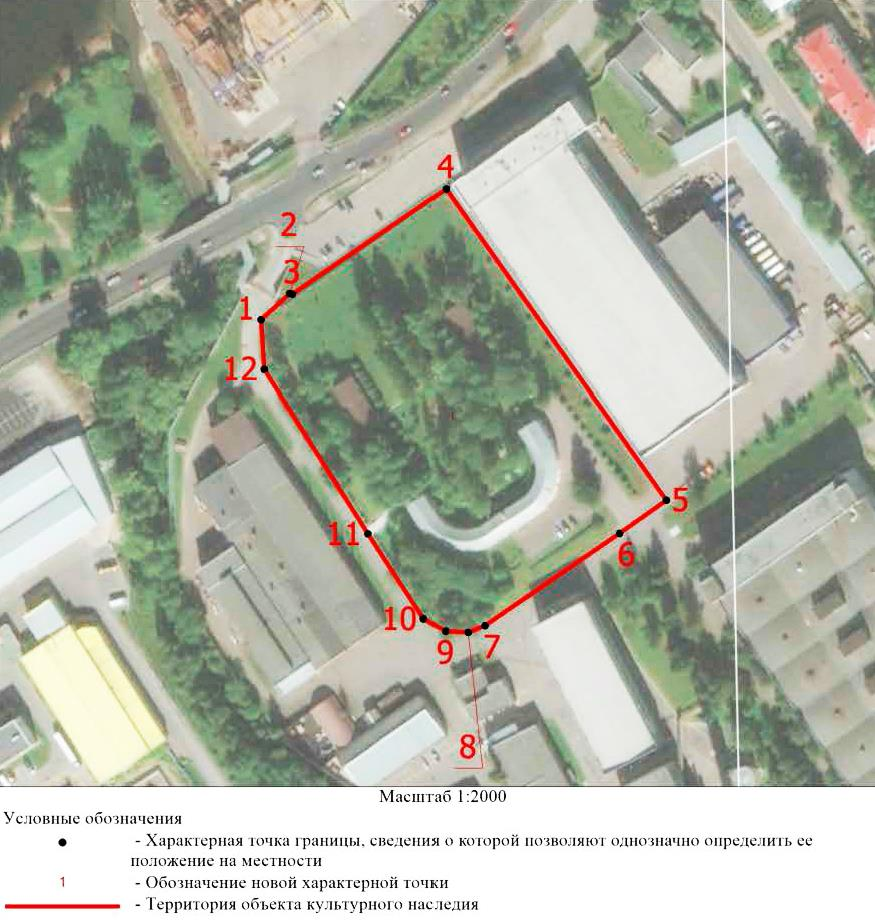 4
2
3
1
12
5
11
6
10
9
7
8
Масштаб 1:2000
Условные обозначения
- Характерная точка границы, сведения о которой позволяют однозначно определить ее
положение на местности
1 - Обозначение новой характерной точки
- Территория объекта культурного наследия